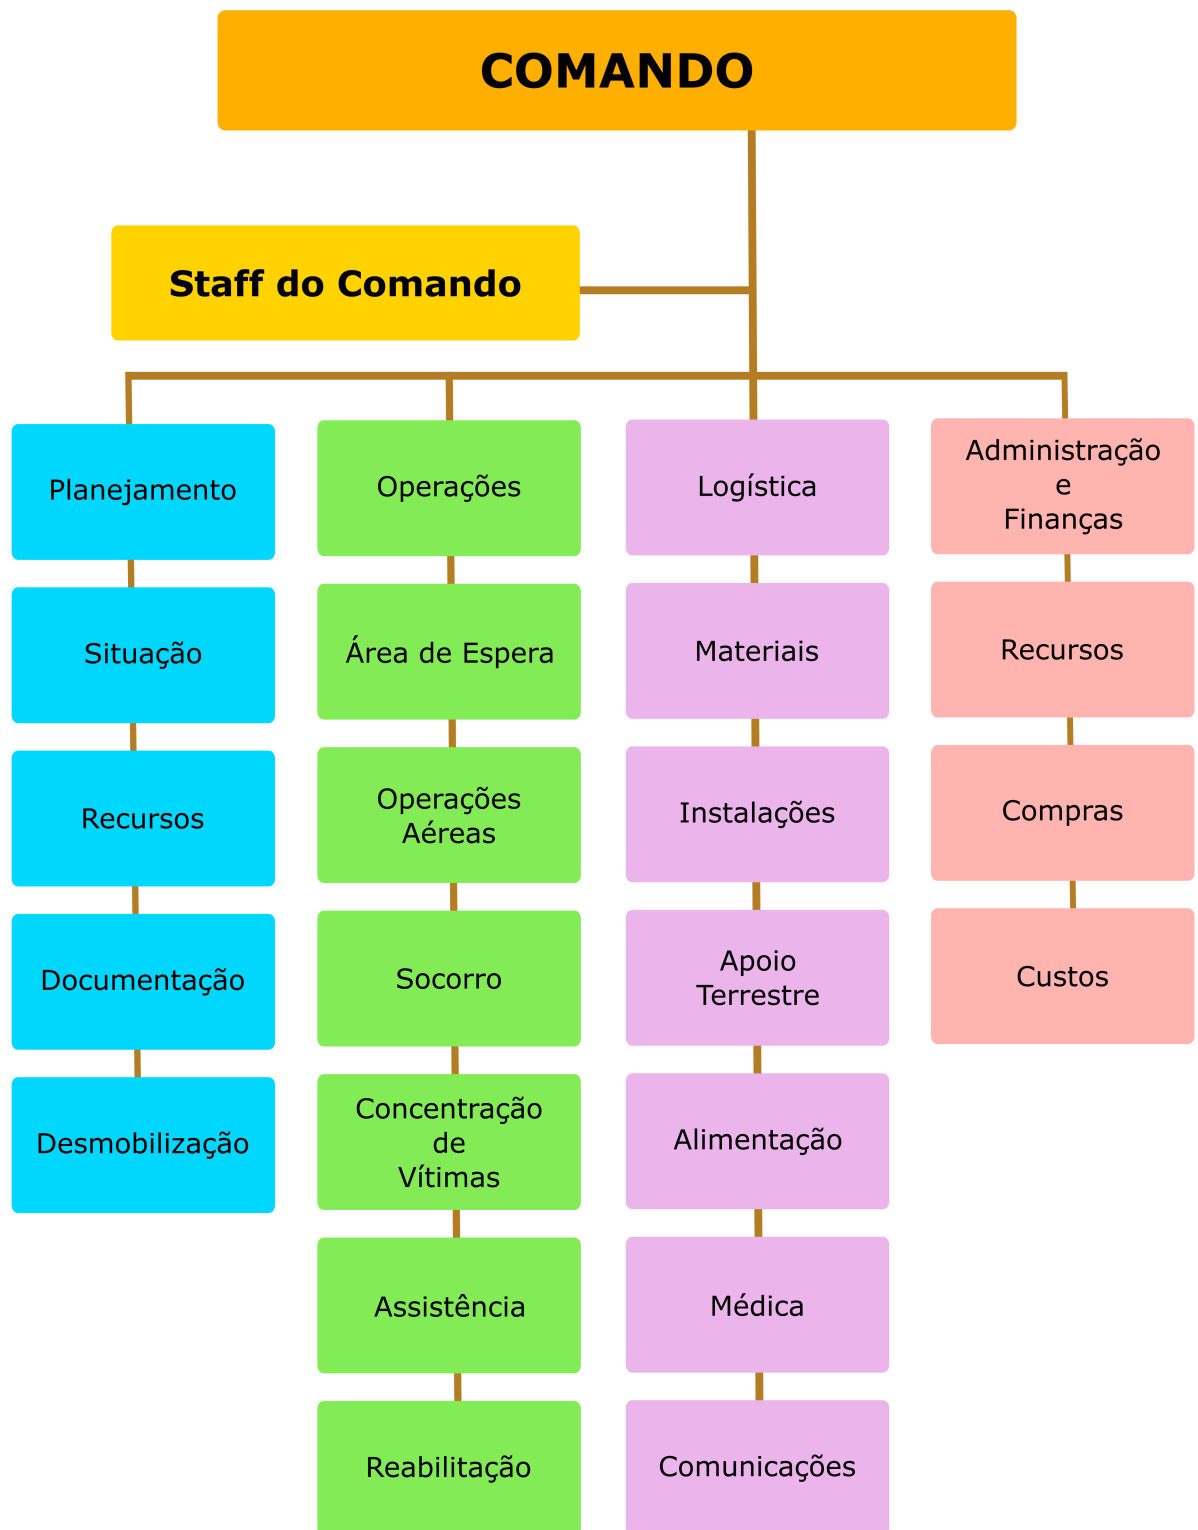 COMANDO
Staff do Comando
Planejamento
Situação
Recursos
Documentação
Desmobilização
Operações
Área de Espera
Operações
Aéreas
Socorro
Concentração
de
Vítimas
Assistência
Reabilitação
Logística
Materiais
Instalações
Apoio
Terrestre
Alimentação
Médica
Comunicações
Administração
e
Finanças
Recursos
Compras
Custos